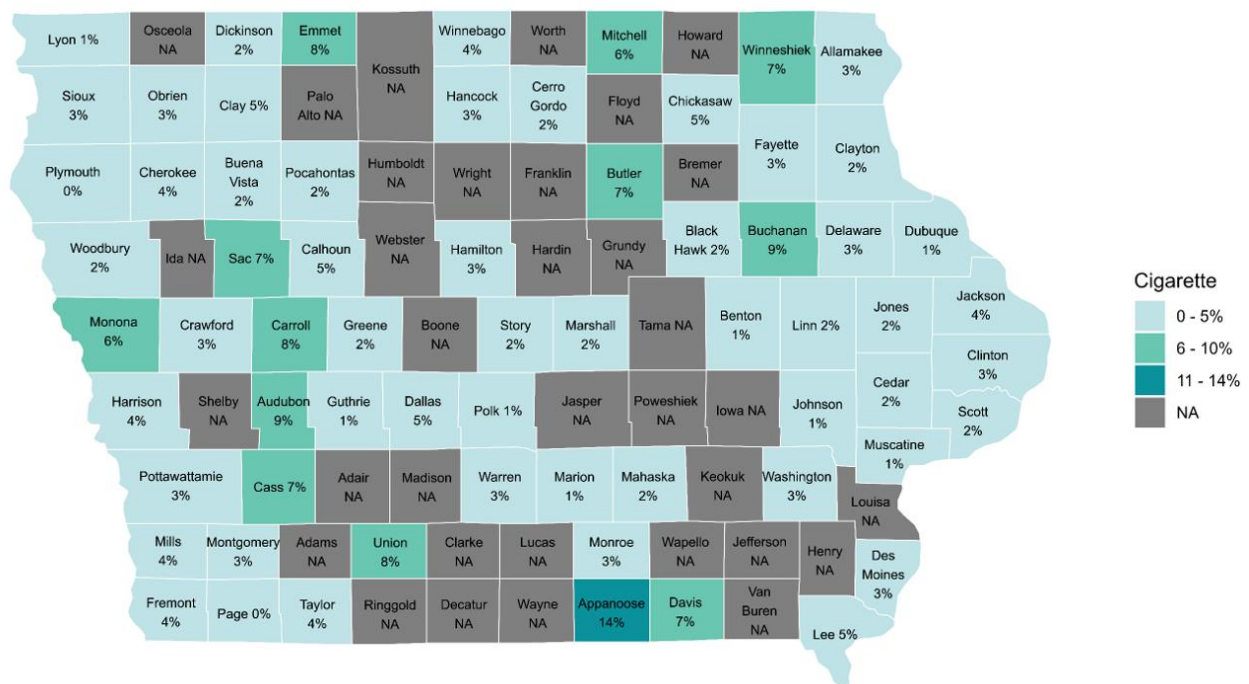 Lyon 1%
Osceola
NA
Dickinson
2%
Emmet
8%
Kossuth
NA
Winnebago
4%
Worth
NA
Mitchell
6%
Howard
NA
Winneshiek
7%
Allamakee
3%
Sioux
3%
Obrien
3%
Clay 5%
Palo
Alto NA
Hancock
3%
Cerro
Gordo
2%
Floyd
NA
Chickasaw
5%
Fayette
3%
Clayton
2%
Plymouth
0%
Cherokee
4%
Buena
Vista
2%
Pocahontas
2%
Humboldt
NA
Wright
NA
Franklin
NA
Butler
7%
Bremer
NA
Woodbury
2%
Ida NA
Sac 7%
Calhoun
5%
Webster
NA
Hamilton
3%
Hardin
NA
Grundy
NA
Black
Hawk 2%
Buchanan
9%
Delaware
3%
Dubuque
1%
Monona
6%
Crawford
3%
Carroll
8%
Greene
2%
Boone
NA
Story
2%
Marshall
2%
Tama NA
Benton
1%
Linn 2%
Jones
2%
Jackson
4%
Clinton
3%
Harrison
4%
Shelby
NA
Audubon
9%
Guthrie
1%
Dallas
5%
Polk 1%
Jasper
NA
Poweshiek
NA
Iowa NA
Johnson
1%
Cedar
2%
Scott
2%
Muscatine
1%
Pottawattamie
3%
Cass 7%
Adair
NA
Madison
NA
Warren
3%
Marion
1%
Mahaska
2%
Keokuk
NA
Washington
3%
Louisa
NA
Mills
4%
Montgomery
3%
Adams
NA
Union
8%
Clarke
NA
Lucas
NA
Monroe
3%
Wapello
NA
Jefferson
NA
Henry
NA
Des
Moines
3%
Fremont
4%
Page 0%
Taylor
4%
Ringgold
NA
Decatur
NA
Wayne
NA
Appanoose
14%
Davis
7%
Van
Buren
NA
Lee 5%
Cigarette
0 - 5%
6 - 10%
11 - 14%
NA